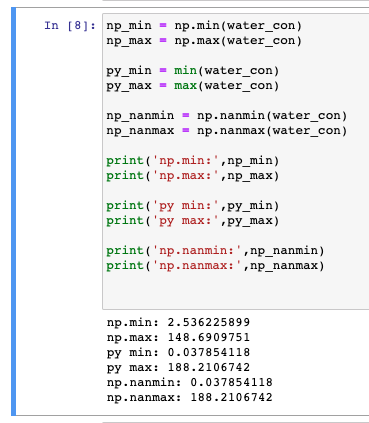 In [8]:
np_min = np.min(water_con)
np_max = np.max(water_con)
py_min = min(water_con)
py_max = max(water_con)
np_nanmin = np.nanmin(water_con)
np_nanmax = np.nanmax(water_con)
print('np.min:',np_min)
print('np.max:',np_max)
print('py min:',py_min)
print('py max:',py_max)
print('np.nanmin:',np_nanmin)
print('np.nanmax:',np_nanmax)
np.min: 2.536225899
np.max: 148.6909751
py min: 0.037854118
py max: 188.2106742
np.nanmin: 0.037854118
np.nanmax: 188.2106742